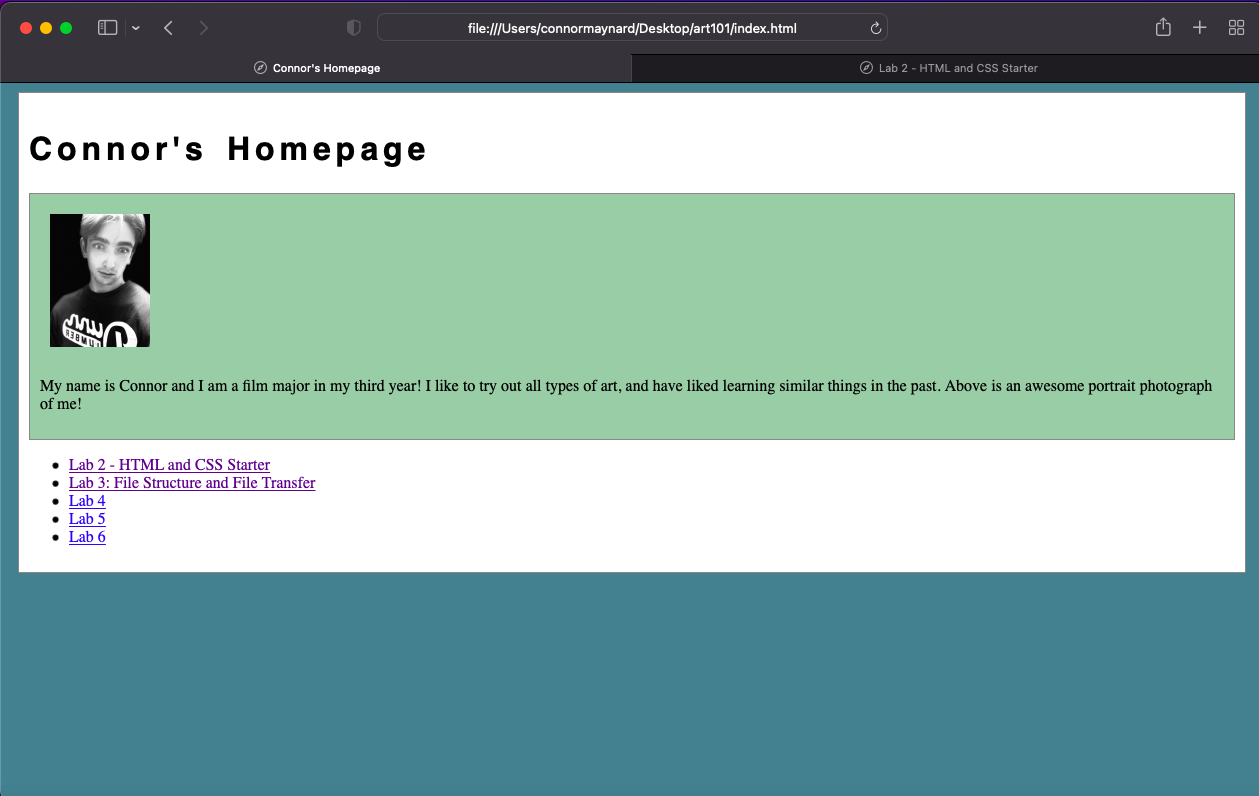 file:///Users/connormaynard/Desktop/art101/index.html
Connor's Homepage
Lab 2 - HTML and CSS Starter
Connor's Homepage
My name is Connor and I am a film major in my third year! I like to try out all types of art, and have liked learning similar things in the past. Above is an awesome portrait photograph
of me!
Lab 2 - HTML and CSS Starter
Lab 3: File Structure and File Transfer
Lab 4
Lab 5
Lab 6